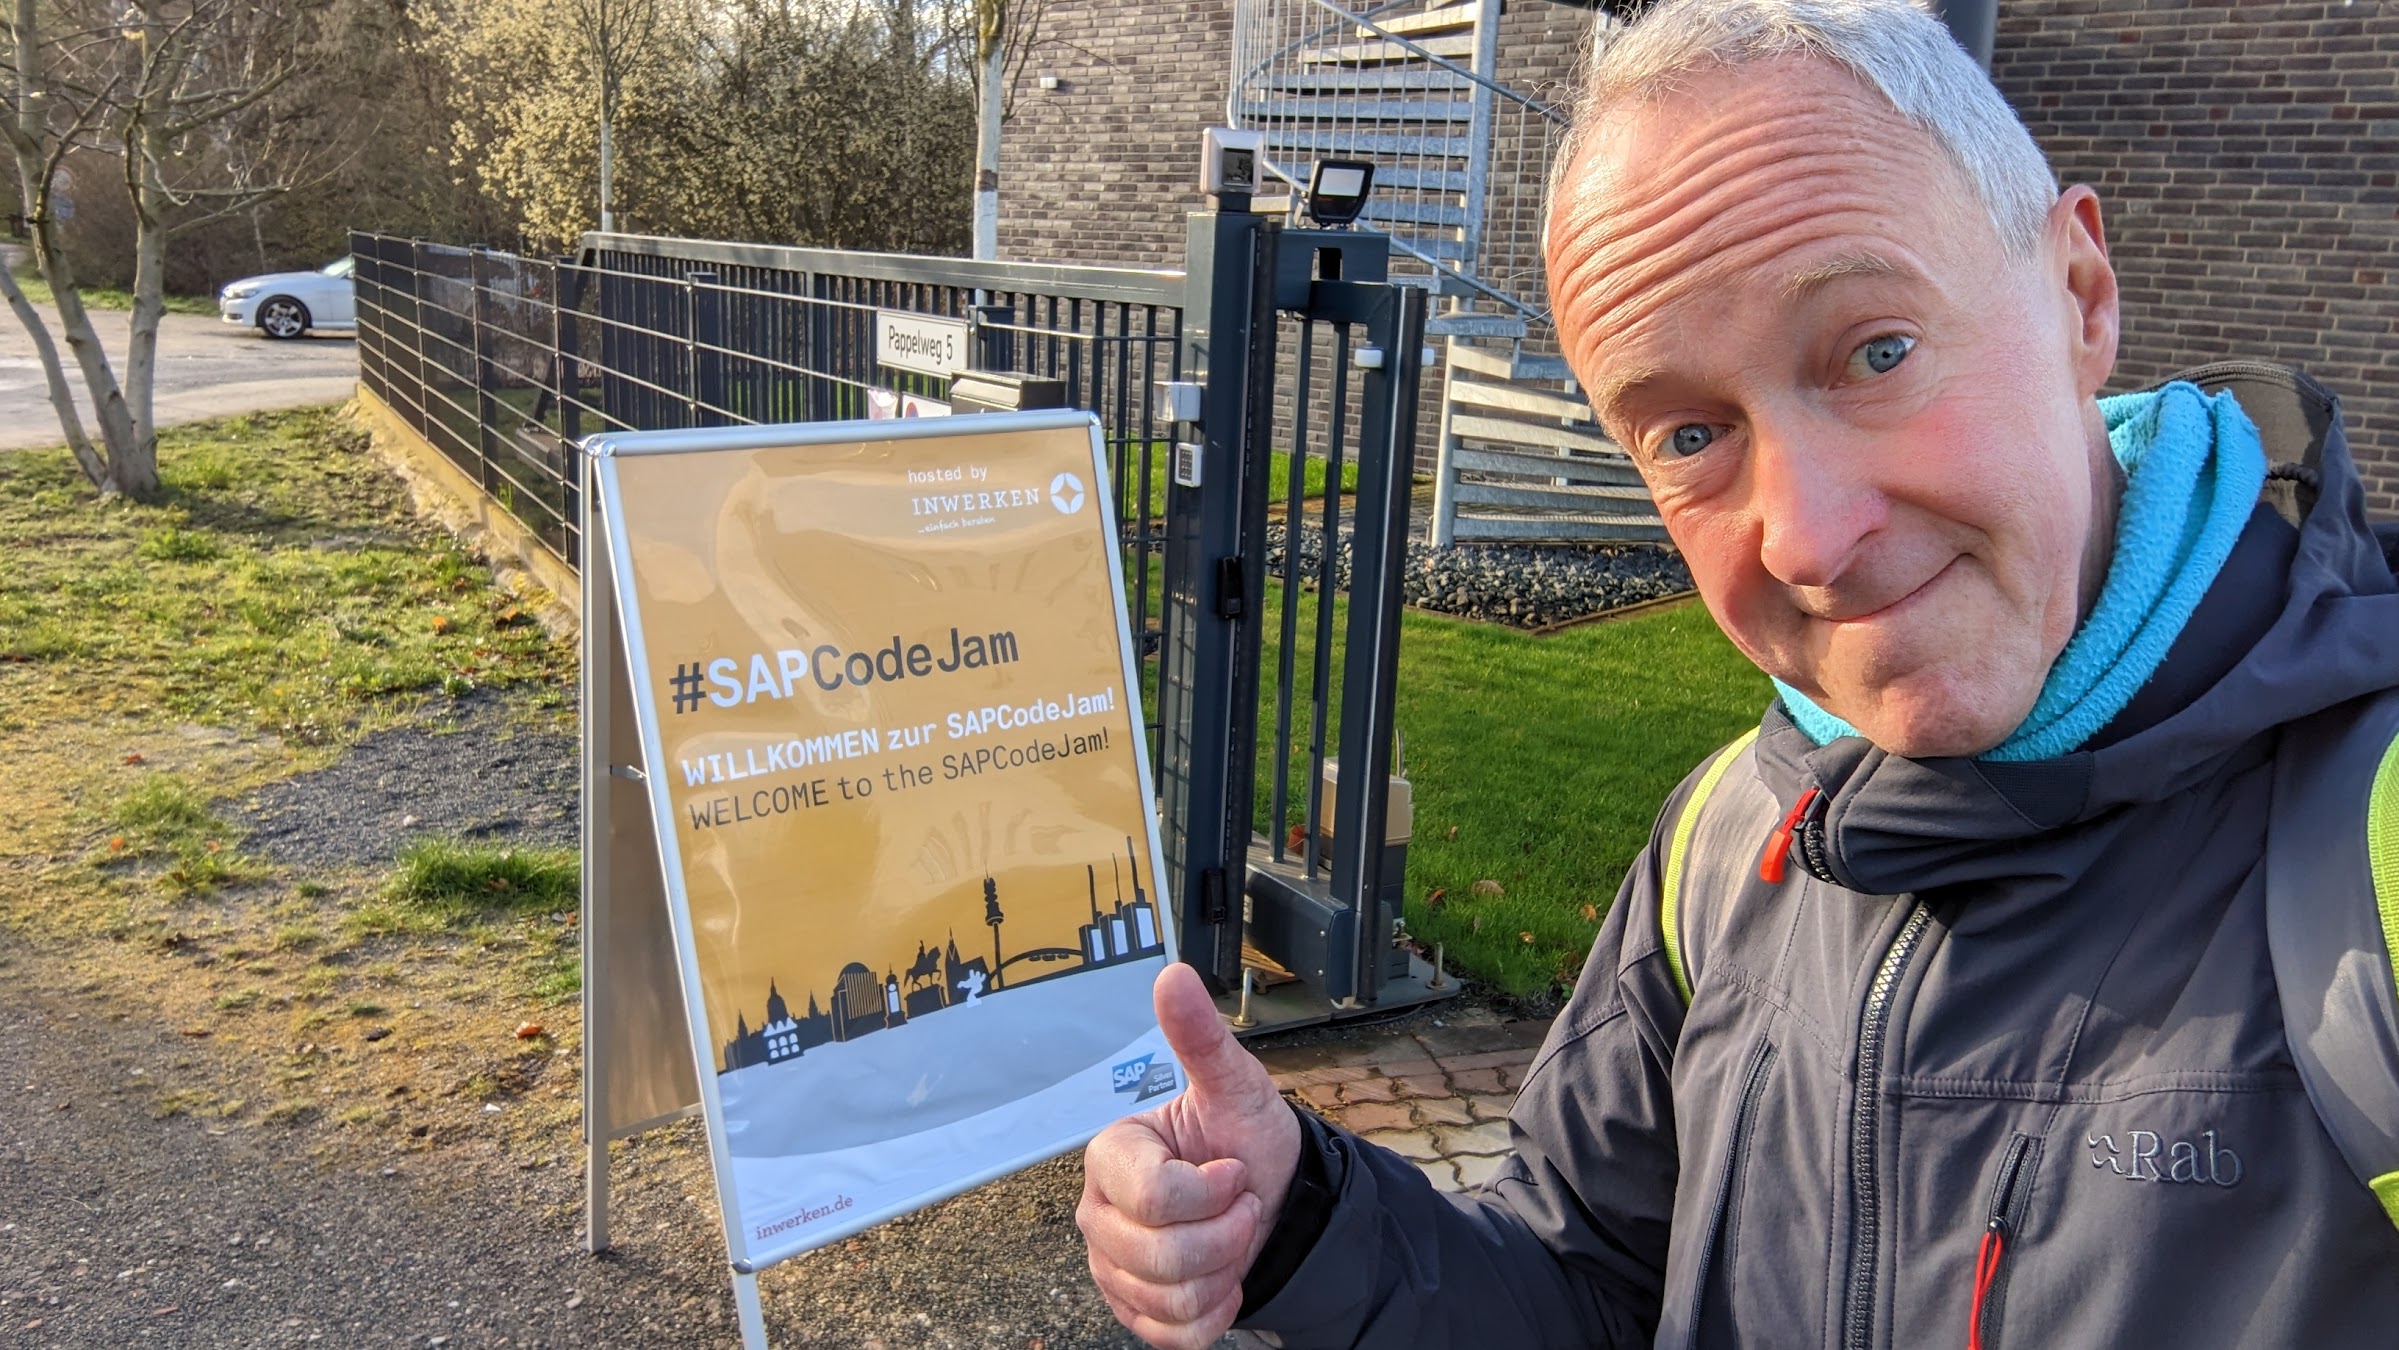 Pappelweg 5
hosted by
INWERKEN
...einfach beraten
#SAPCodeJam
WILLKOMMEN zur SAPCodeJam!
WELCOME to the SAPCodeJam!
SAP Silver
Partner
inwerken.de
Rab